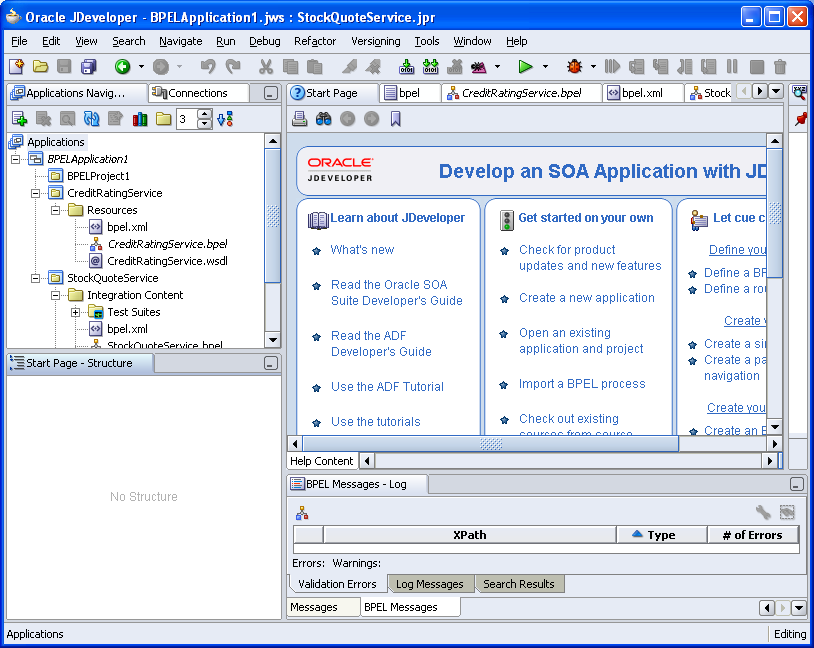 Oracle JDeveloper - BPELApplication1.jws : StockQuoteService.jpr
File Edit View Search Navigate Run Debug Refactor Versioning Tools Window Help
Applications Navig...
Connections
3
Applications
BPELApplication1
BPELProject1
CreditRatingService
Resources
bpel.xml
CreditRatingService.bpel
CreditRatingService.wsdl
StockQuoteService
Integration Content
Test Suites
bpel.xml
StockQuoteService.bpel
Start Page - Structure
No Structure
Start Page
bpel
CreditRatingService.bpel
bpel.xml
Stock
ORACLE
JDEVELOPER
Develop an SOA Application with JD
Learn about JDeveloper
What's new
Read the Oracle SOA
Suite Developer's Guide
Read the ADF
Developer's Guide
Use the ADF Tutorial
Use the tutorials
Get started on your own
Check for product
updates and new features
Create a new application
Open an existing
application and project
Import a BPEL process
Check out existing
sources from source
Let cue c
Define you
Define a BP
Define a ro
Create
Create a si
Create a pa
navigation
Create you
Create an E
Help Content
BPEL Messages - Log
XPath Type # of Errors
Errors: Warnings:
Validation Errors Log Messages Search Results
Messages BPEL Messages
Applications
Editing